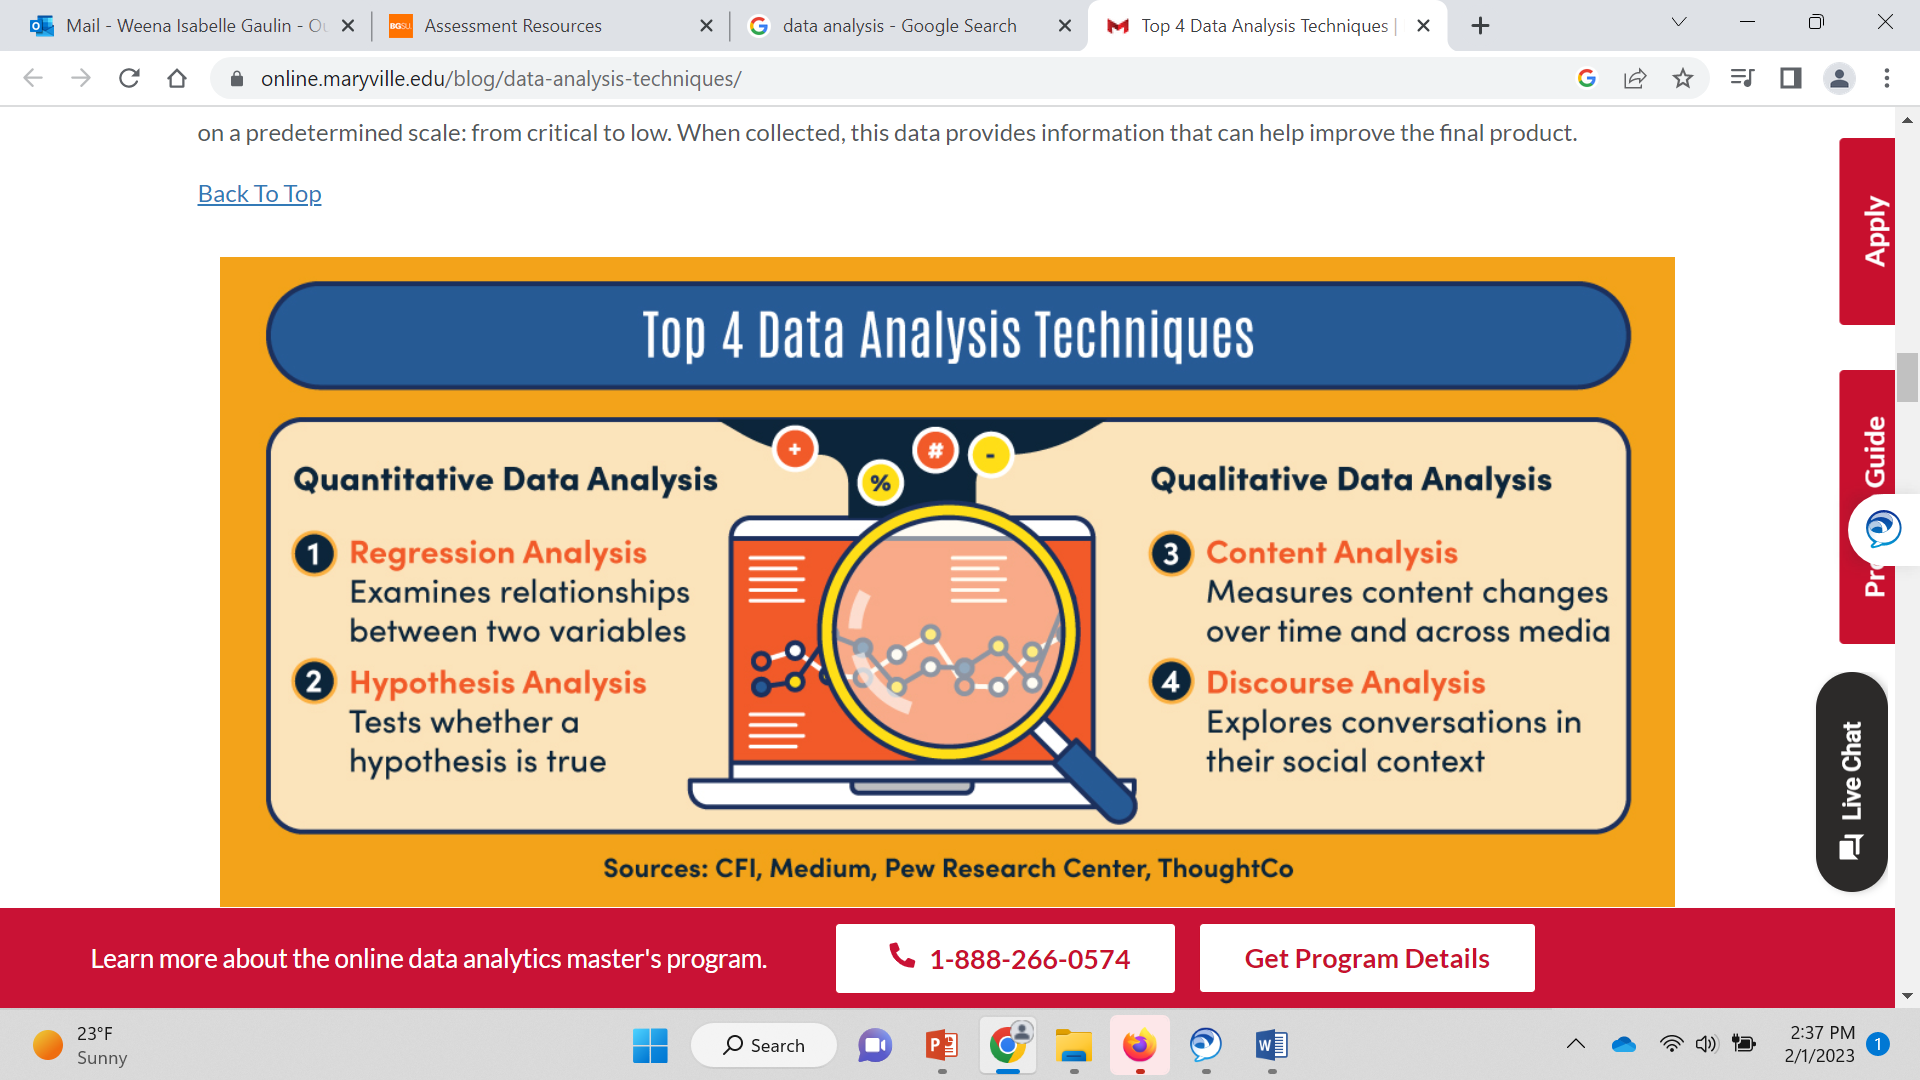 Mail - Weena Isabelle Gaulin - Ou
BGSU Assessment Resources
data analysis - Google Search
Top 4 Data Analysis Techniques |
online.maryville.edu/blog/data-analysis-techniques/
on a predetermined scale: from critical to low. When collected, this data provides information that can help improve the final product.
Back To Top
Apply
Guide
Live Chat
Top 4 Data Analysis Techniques
+ % # -
Quantitative Data Analysis
1 Regression Analysis
Examines relationships
between two variables
2 Hypothesis Analysis
Tests whether a
hypothesis is true
Qualitative Data Analysis
3 Content Analysis
Measures content changes
over time and across media
4 Discourse Analysis
Explores conversations in
their social context
Sources: CFI, Medium, Pew Research Center, ThoughtCo
Learn more about the online data analytics master's program.
1-888-266-0574
Get Program Details
23°F
Sunny
Search
2:37 PM
2/1/2023
1